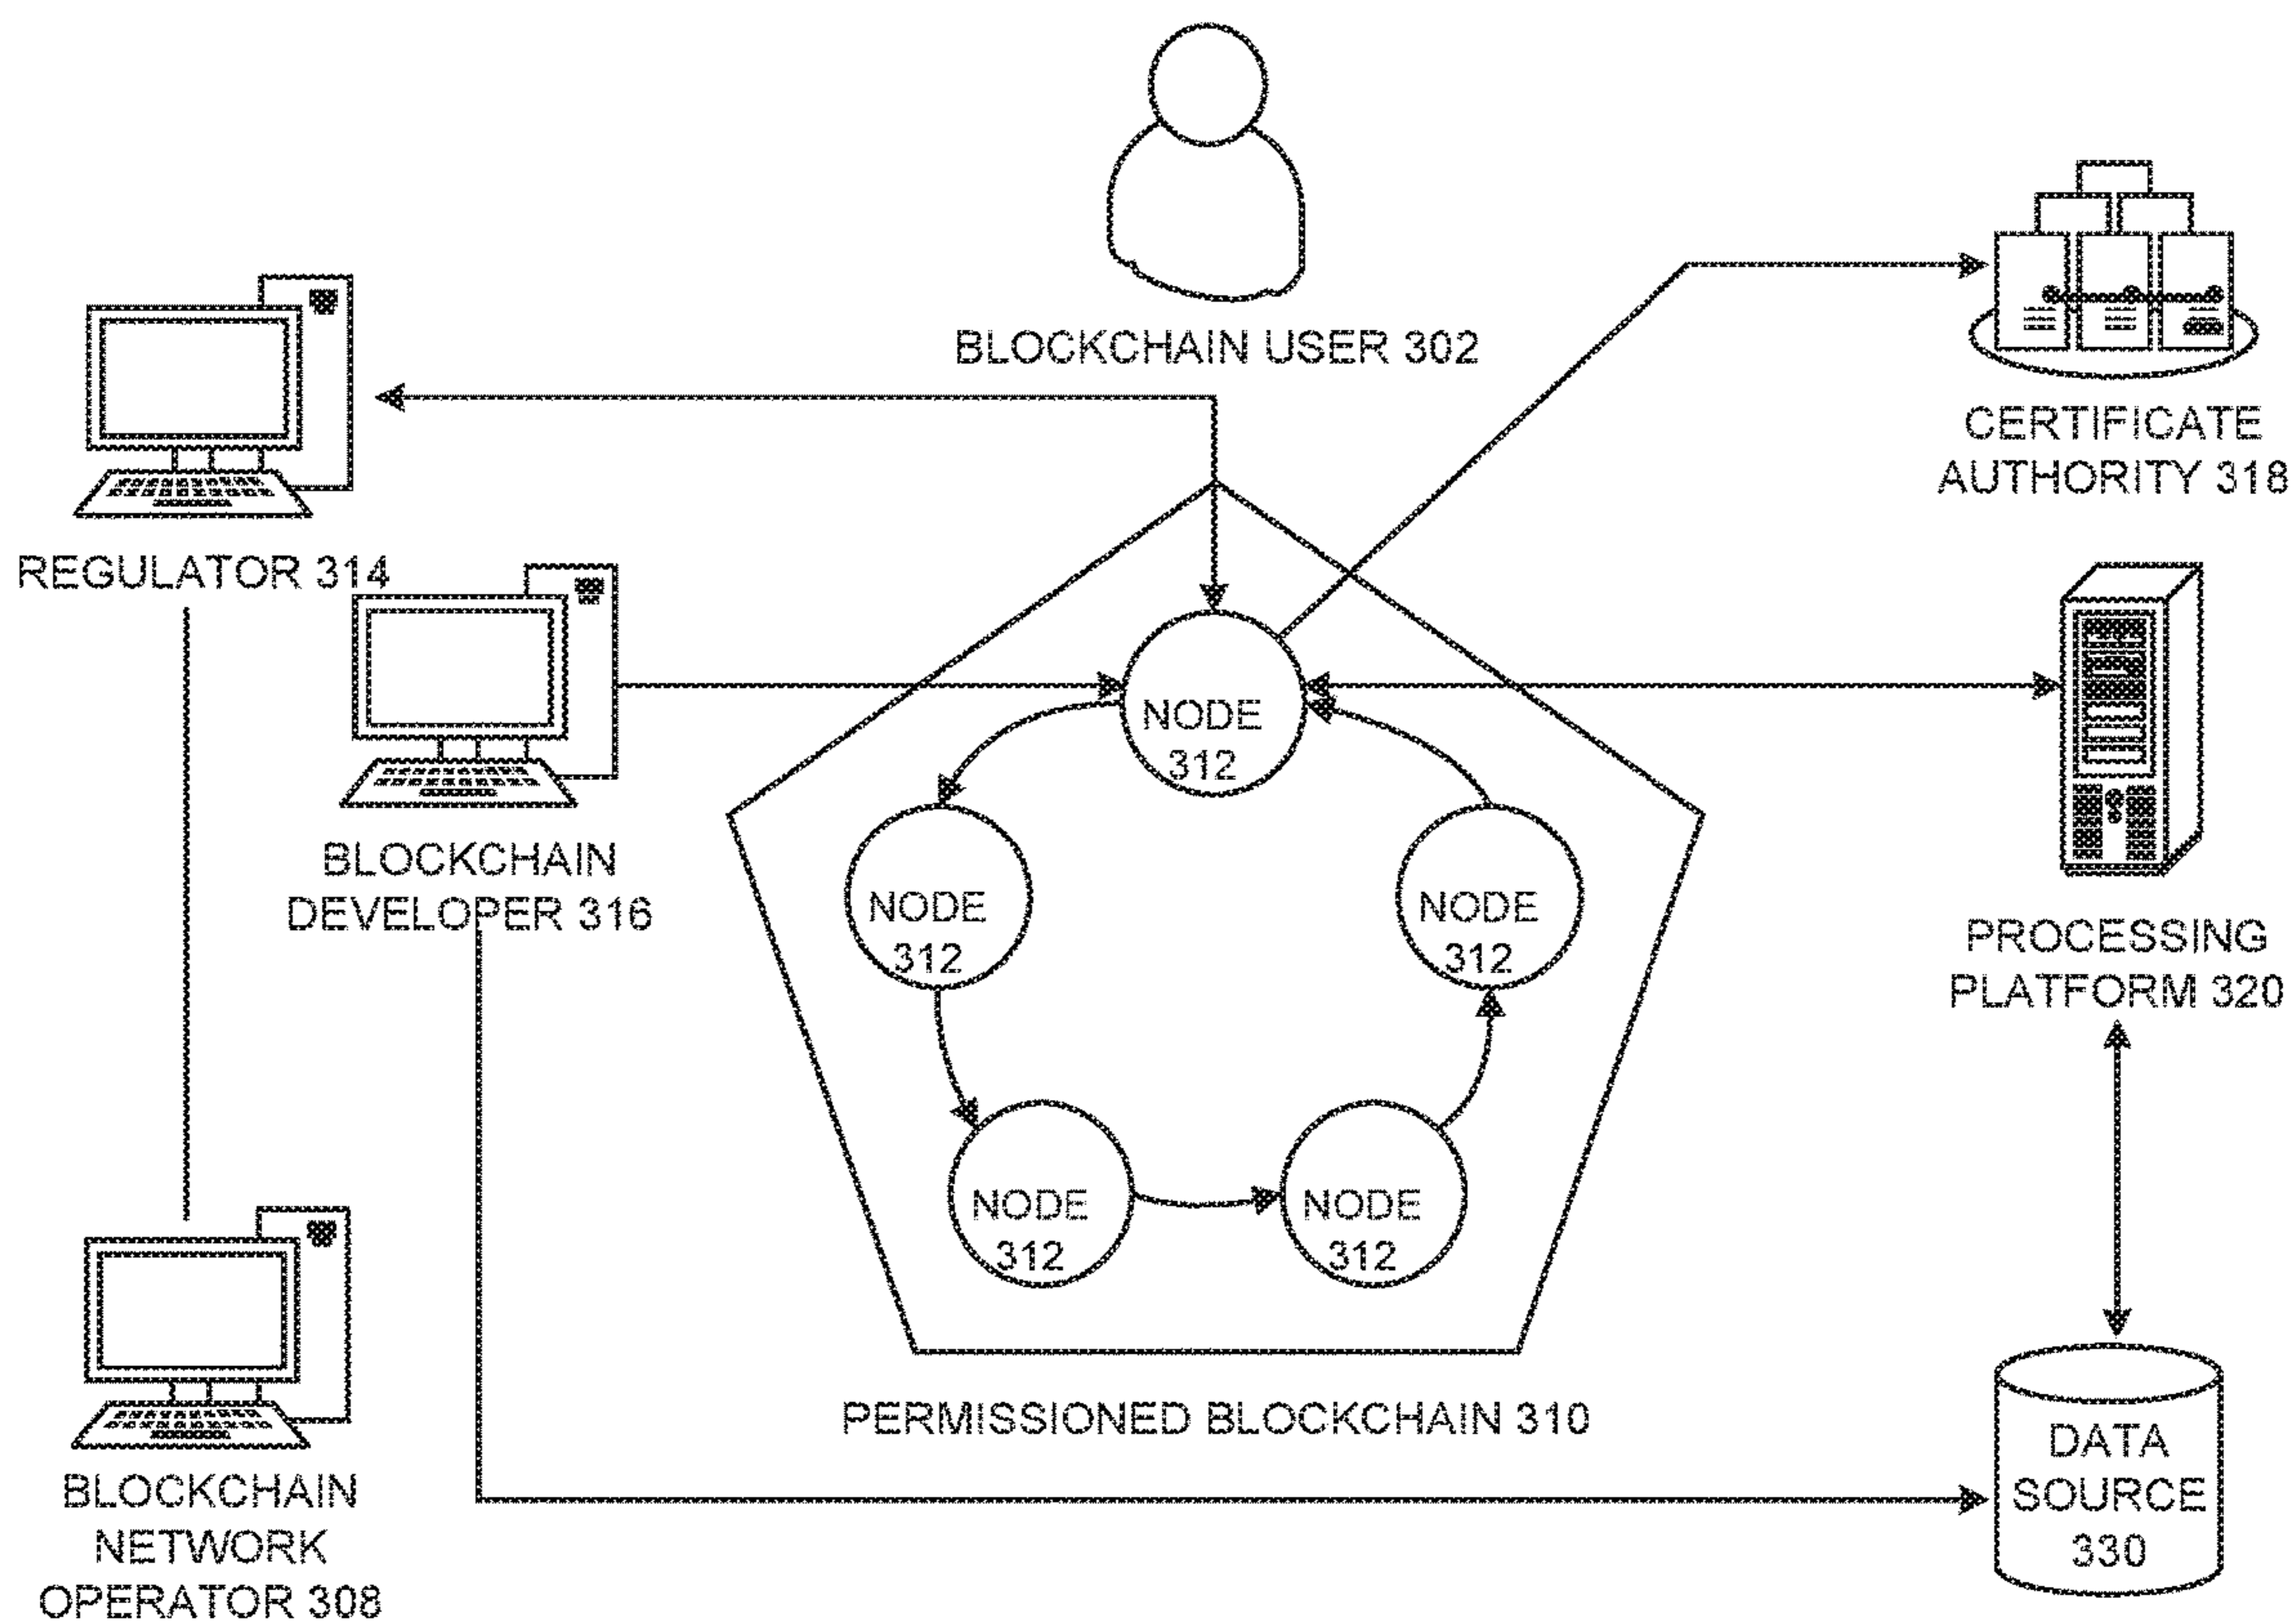 BLOCKCHAIN USER 302
CERTIFICATE
AUTHORITY 318
REGULATOR 314
BLOCKCHAIN
DEVELOPER 316
NODE
312
NODE
312
NODE
312
NODE
312
NODE
312
PROCESSING
PLATFORM 320
PERMISSIONED BLOCKCHAIN 310
BLOCKCHAIN
NETWORK
OPERATOR 308
DATA
SOURCE
330